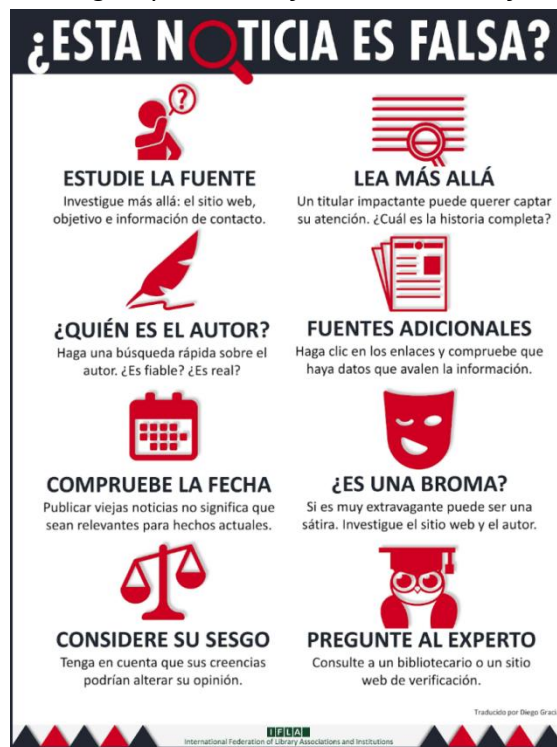 ¿ESTA NOTICIA ES FALSA?
ESTUDIE LA FUENTE
Investigue más allá: el sitio web,
objetivo e información de contacto.
LEA MÁS ALLÁ
Un titular impactante puede querer captar
su atención. ¿Cuál es la historia completa?
¿QUIÉN ES EL AUTOR?
Haga una búsqueda rápida sobre el
autor. ¿Es fiable? ¿Es real?
FUENTES ADICIONALES
Haga clic en los enlaces y compruebe que
haya datos que avalen la información.
COMPRUEBE LA FECHA
Publicar viejas noticias no significa que
sean relevantes para hechos actuales.
¿ES UNA BROMA?
Si es muy extravagante puede ser una
sátira. Investigue el sitio web y el autor.
CONSIDERE SU SESGO
Tenga en cuenta que sus creencias
podrían alterar su opinión.
PREGUNTE AL EXPERTO
Consulte a un bibliotecario o un sitio
web de verificación.
Traducido por Diego Graci
IFLA
International Federation of Library Associations and Institutions